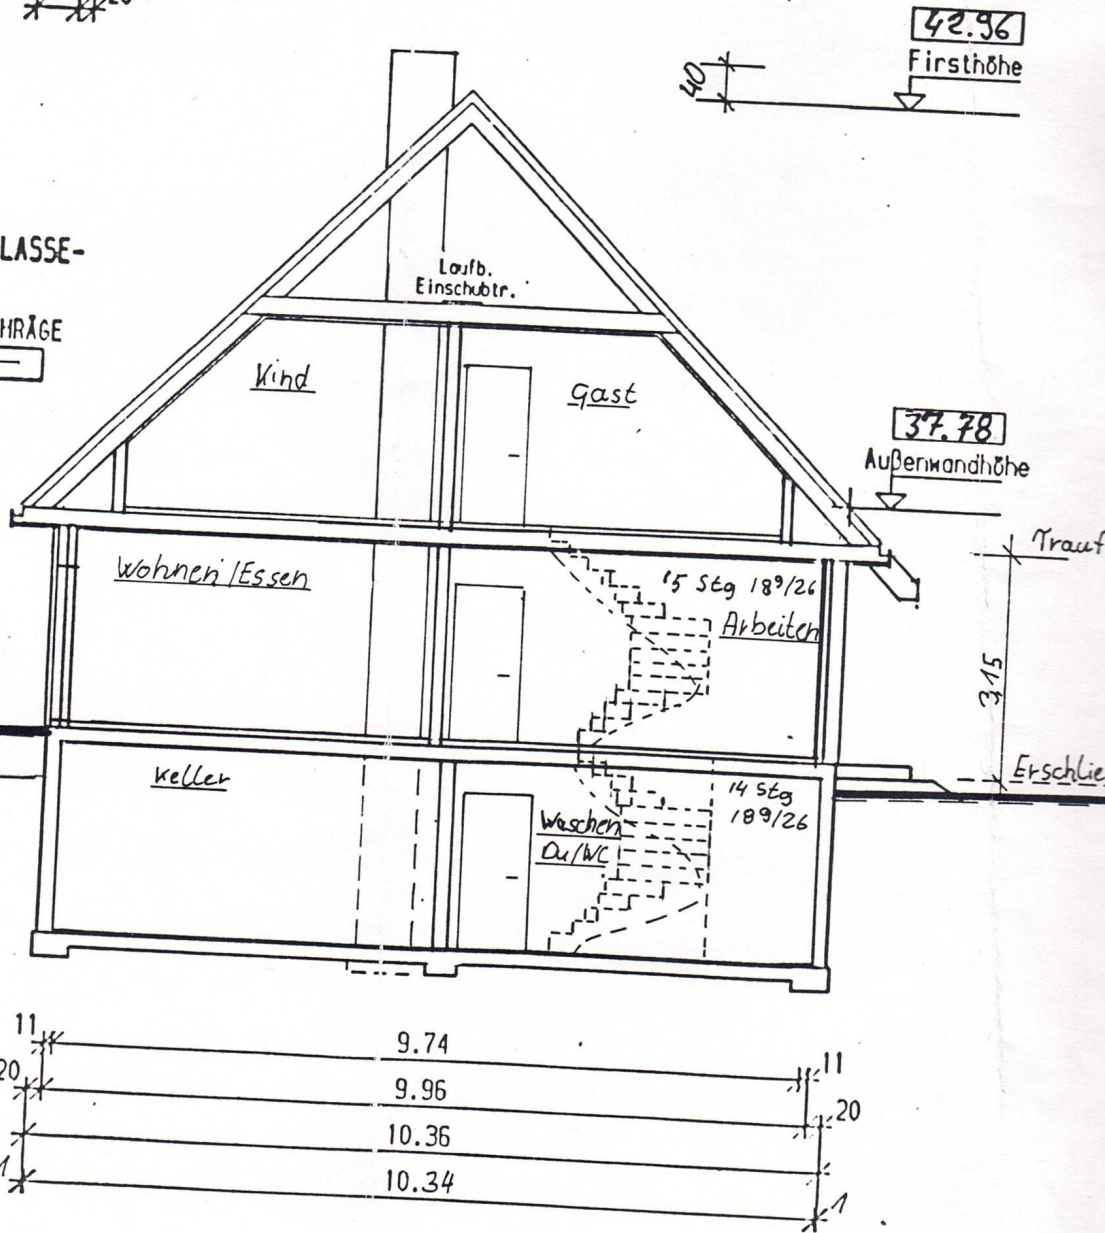 20
42.96
Firsthöhe
40
LASSE-
HRÄGE
Laufb.
Einschubtr.
Kind
Gast
37.78
Außenwandhöhe
Trauf
Wohnen/Essen
15 Stg 18⁹/26
Arbeiten
3,15
Erschlie
Keller
14 Stg
18⁹/26
Waschen
Du/WC
11
9.74
11
20
9.96
20
10.36
1
10.34
1